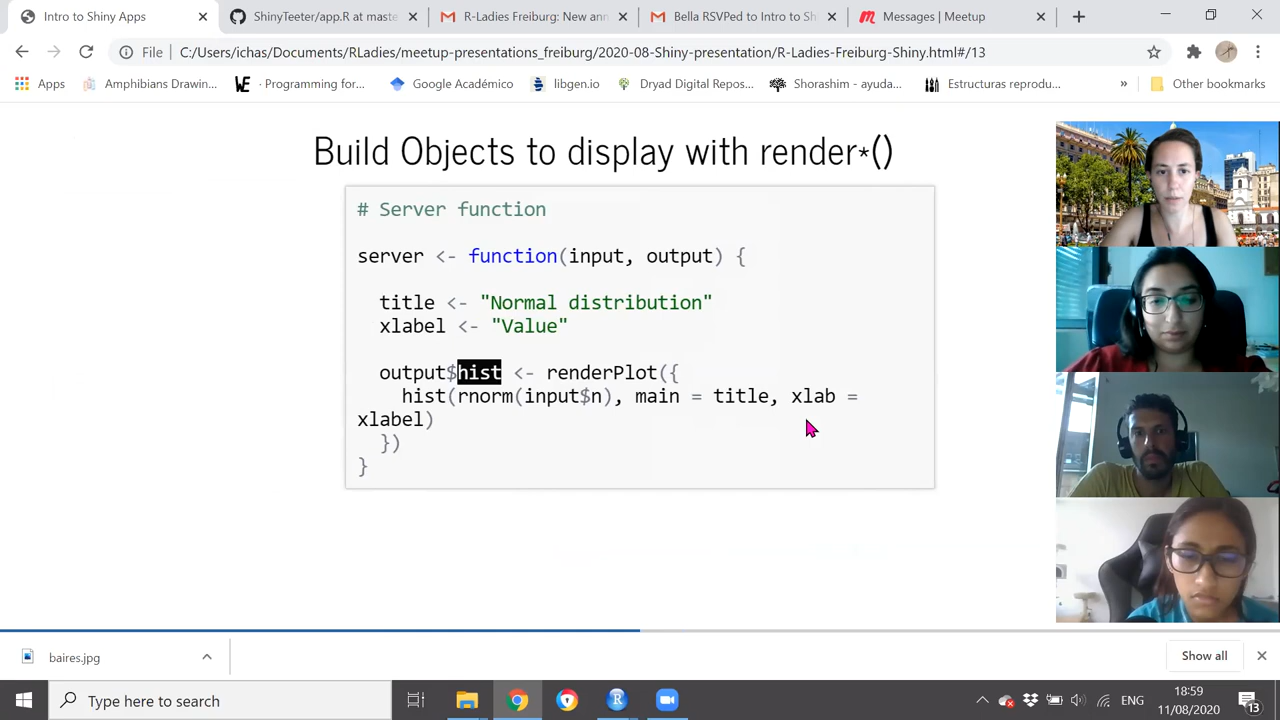 Intro to Shiny Apps
ShinyTeeter/app.R at maste
R-Ladies Freiburg: New ann
Bella RSVPed to Intro to Shi
Messages | Meetup
File C:/Users/ichas/Documents/RLadies/meetup-presentations_freiburg/2020-08-Shiny-presentation/R-Ladies-Freiburg-Shiny.html#/13
Apps
Amphibians Drawin...
WE · Programming for...
Google Académico
libgen.io
Dryad Digital Repos...
Shorashim - ayuda...
Estructuras reprodu...
»
Other bookmarks
Build Objects to display with render*()
# Server function
server <- function(input, output) {
title <- "Normal distribution"
xlabel <- "Value"
output$hist <- renderPlot({
hist(rnorm(input$n), main = title, xlab =
xlabel)
})
}
baires.jpg
Show all
Type here to search
ENG
18:59
11/08/2020
13